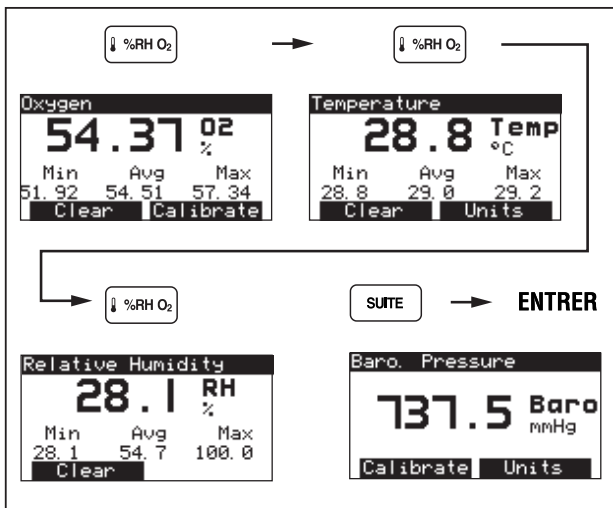 %RH O₂
%RH O₂
Oxygen
54.37 O2
%
Min Avg Max
51.92 54.51 57.34
Clear Calibrate
Temperature
28.8 Temp
°C
Min Avg Max
28.8 29.0 29.2
Clear Units
%RH O₂
SUITE ENTRER
Relative Humidity
28.1 RH
%
Min Avg Max
28.1 54.7 100.0
Clear
Baro. Pressure
737.5 Baro
mmHg
Calibrate Units